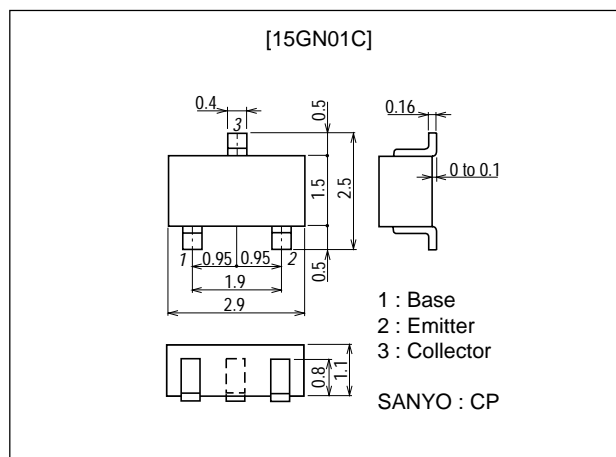 [15GN01C]
0.4
3
0.5
0.16
0 to 0.1
1.5
2.5
1
0.95
0.95
2
0.5
1.9
2.9
1 : Base
2 : Emitter
3 : Collector
0.8
1.1
SANYO : CP